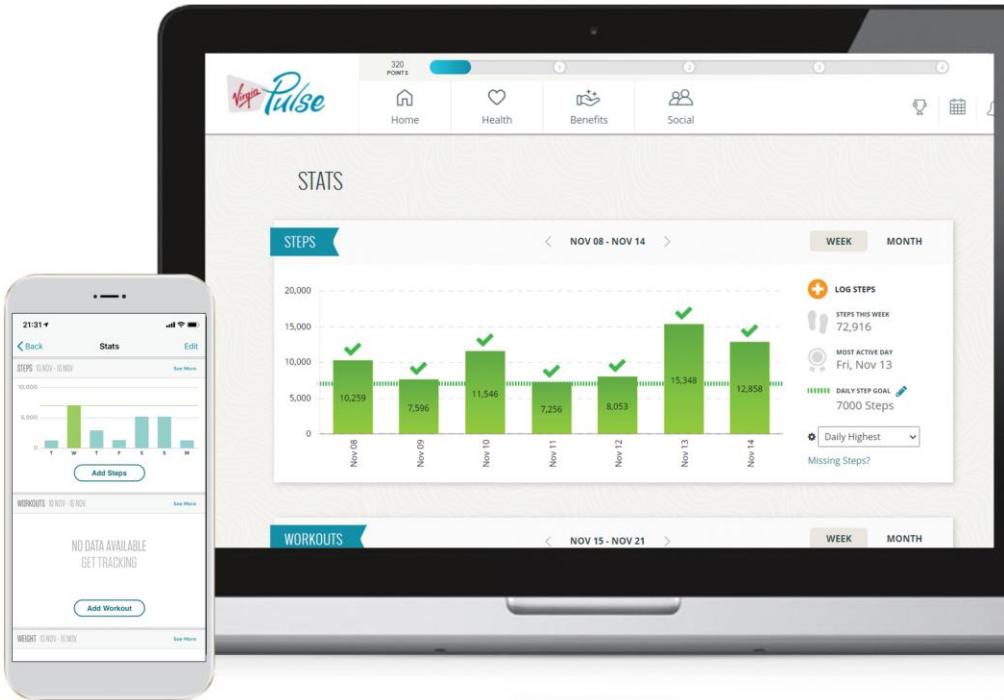 320
POINTS
1
2
3
4
Virgin Pulse
Home
Health
Benefits
Social
STATS
STEPS
NOV 08 - NOV 14
WEEK
MONTH
20,000
15,000
10,000
5,000
0
10,259
7,596
11,546
7,256
8,053
15,348
12,858
Nov 08
Nov 09
Nov 10
Nov 11
Nov 12
Nov 13
Nov 14
LOG STEPS
STEPS THIS WEEK
72,916
MOST ACTIVE DAY
Fri, Nov 13
DAILY STEP GOAL
7000 Steps
Daily Highest
Missing Steps?
WORKOUTS
NOV 15 - NOV 21
WEEK
MONTH
21:31
Back
Stats
Edit
STEPS 10 NOV - 16 NOV
See More
10,000
5,000
0
T W T F S S M
Add Steps
WORKOUTS 10 NOV - 16 NOV
See More
NO DATA AVAILABLE
GET TRACKING
Add Workout
WEIGHT 10 NOV - 16 NOV
See More